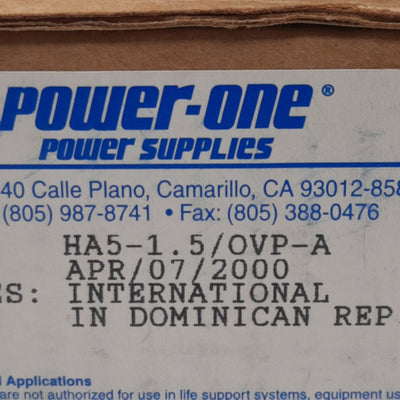 POWER-ONE®
POWER SUPPLIES
40 Calle Plano, Camarillo, CA 93012-858
(805) 987-8741 • Fax: (805) 388-0476
HA5-1.5/OVP-A
APR/07/2000
ES: INTERNATIONAL
IN DOMINICAN REP.
l Applications
are not authorized for use in life support systems, equipment us